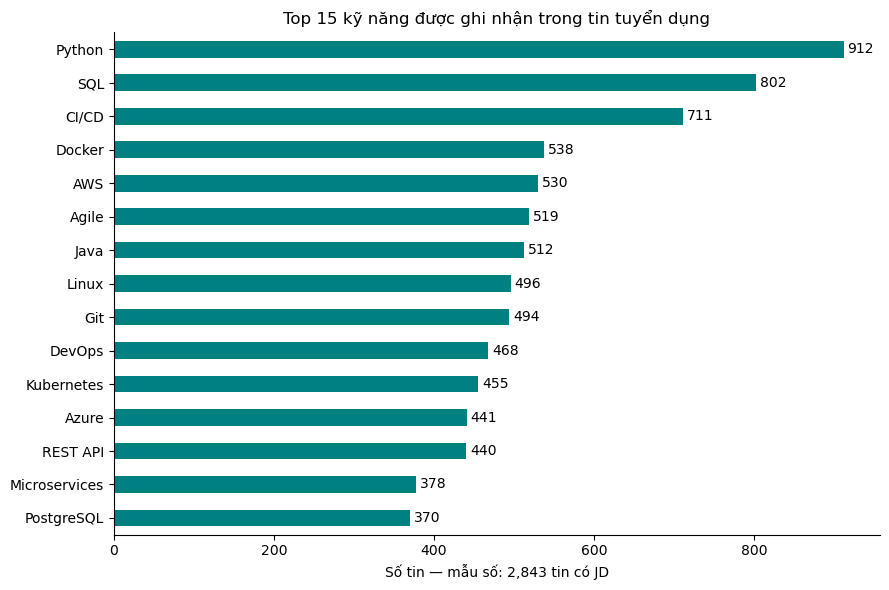 Top 15 kỹ năng được ghi nhận trong tin tuyển dụng
Python 912
SQL 802
CI/CD 711
Docker 538
AWS 530
Agile 519
Java 512
Linux 496
Git 494
DevOps 468
Kubernetes 455
Azure 441
REST API 440
Microservices 378
PostgreSQL 370
0 200 400 600 800
Số tin — mẫu số: 2,843 tin có JD